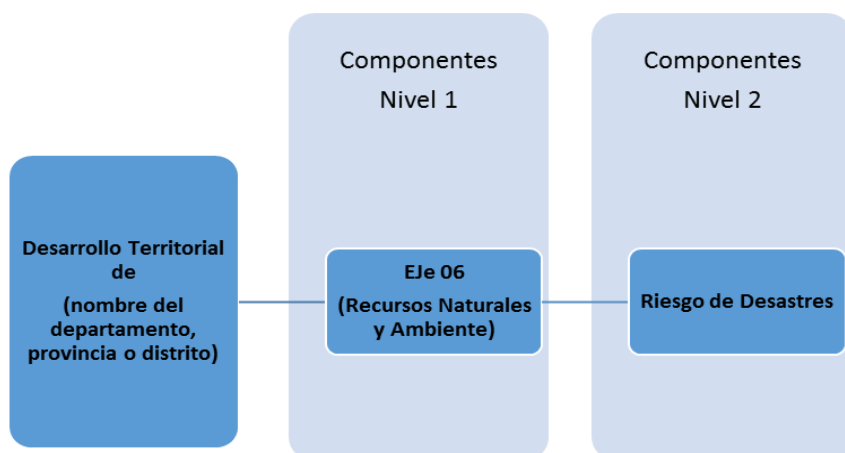 Componentes
Nivel 1
Componentes
Nivel 2
Desarrollo Territorial
de
(nombre del
departamento,
provincia o distrito)
EJe 06
(Recursos Naturales
y Ambiente)
Riesgo de Desastres